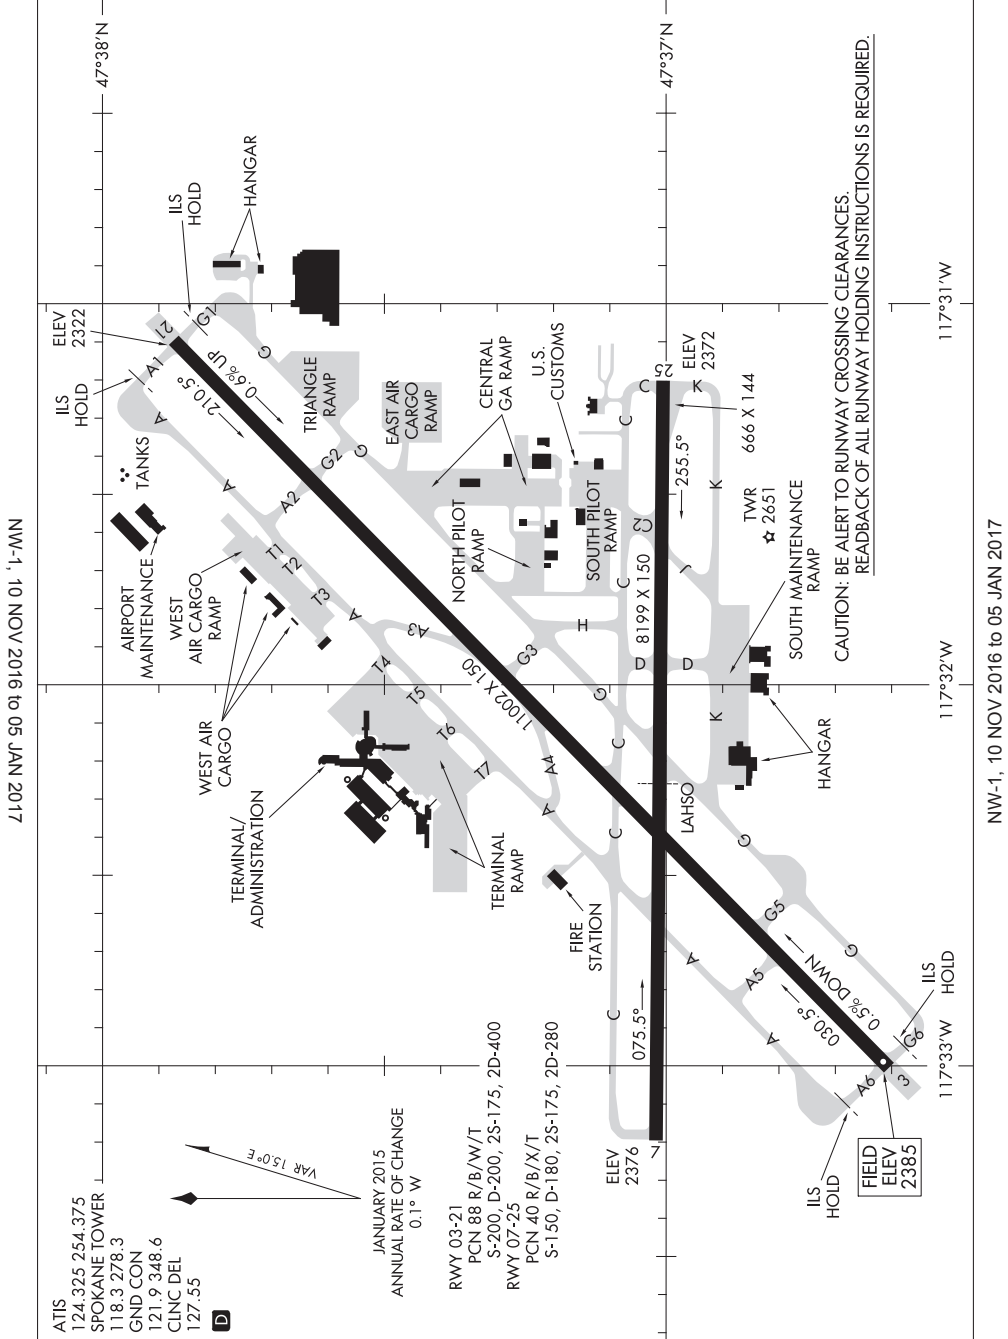 NW-1, 10 NOV 2016 to 05 JAN 2017
ATIS
124.325 254.375
SPOKANE TOWER
118.3 278.3
GND CON
121.9 348.6
CLNC DEL
127.55
D
VAR 15.0° E
JANUARY 2015
ANNUAL RATE OF CHANGE
0.1° W
RWY 03-21
PCN 88 R/B/W/T
S-200, D-200, 2S-175, 2D-400
RWY 07-25
PCN 40 R/B/X/T
S-150, D-180, 2S-175, 2D-280
47°38'N
47°37'N
117°31'W
117°32'W
117°33'W
ELEV
2322
ILS
HOLD
ILS
HOLD
HANGAR
21
A1
G1
210.5°
0.6% UP
A
G
TANKS
AIRPORT
MAINTENANCE
WEST
AIR CARGO
RAMP
WEST AIR
CARGO
TERMINAL/
ADMINISTRATION
TERMINAL
RAMP
FIRE
STATION
TRIANGLE
RAMP
EAST AIR
CARGO
RAMP
CENTRAL
GA RAMP
U.S.
CUSTOMS
NORTH PILOT
RAMP
SOUTH PILOT
RAMP
A
A2
G2
G
T1
T2
T3
A
A3
T4
T5
T6
T7
G3
G
11002 X 150
A4
A
H
C
C
C
C2
C
C
C
C
8199 X 150
D
D
J
K
K
K
25
ELEV
2372
255.5°
666 X 144
TWR
2651
SOUTH MAINTENANCE
RAMP
HANGAR
LAHSO
G
G5
G
A
A5
A
075.5°
7
ELEV
2376
030.5°
0.5% DOWN
A6
G6
3
ILS
HOLD
ILS
HOLD
FIELD
ELEV
2385
CAUTION: BE ALERT TO RUNWAY CROSSING CLEARANCES.
READBACK OF ALL RUNWAY HOLDING INSTRUCTIONS IS REQUIRED.
NW-1, 10 NOV 2016 to 05 JAN 2017